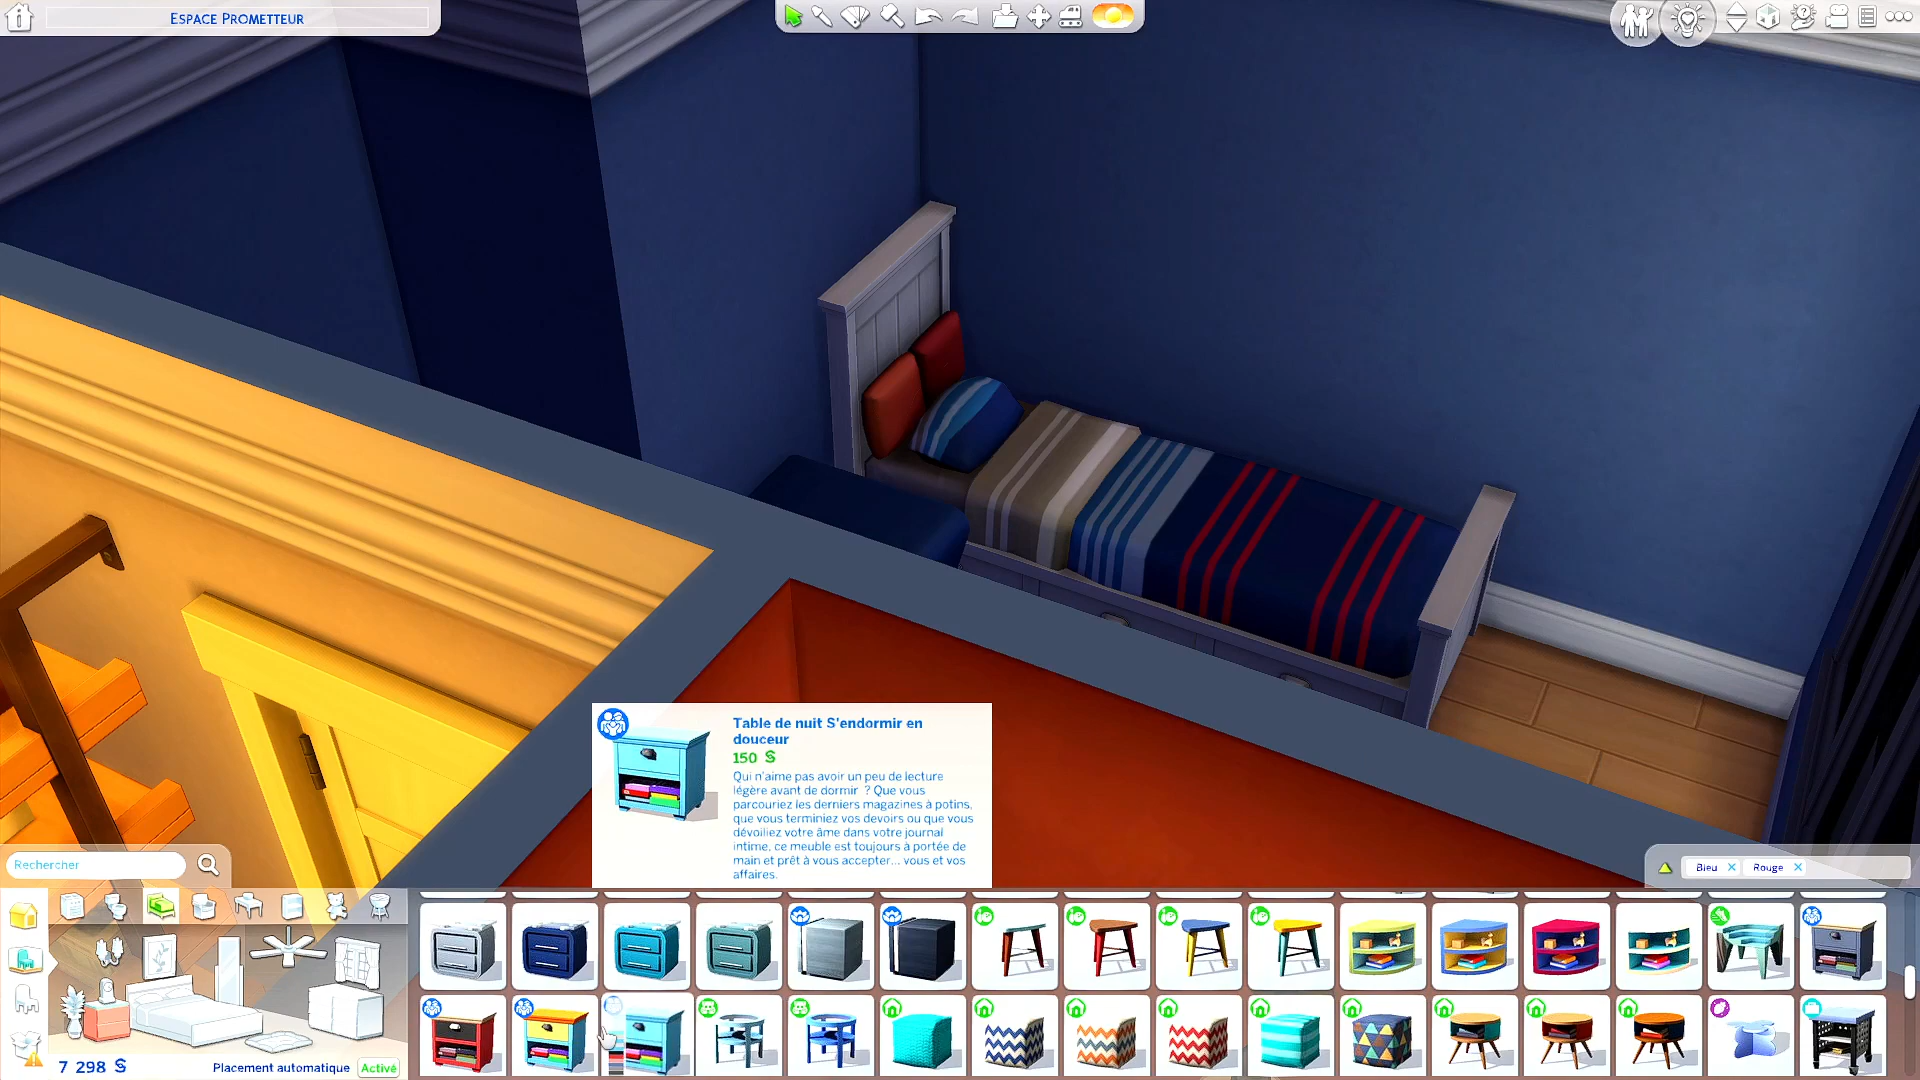 Espace Prometteur
Table de nuit S'endormir en
douceur
150 §
Qui n'aime pas avoir un peu de lecture
légère avant de dormir ? Que vous
parcouriez les derniers magazines à potins,
que vous terminiez vos devoirs ou que vous
dévoiliez votre âme dans votre journal
intime, ce meuble est toujours à portée de
main et prêt à vous accepter... vous et vos
affaires.
Rechercher
Bleu
Rouge
7 298 §
Placement automatique
Activé